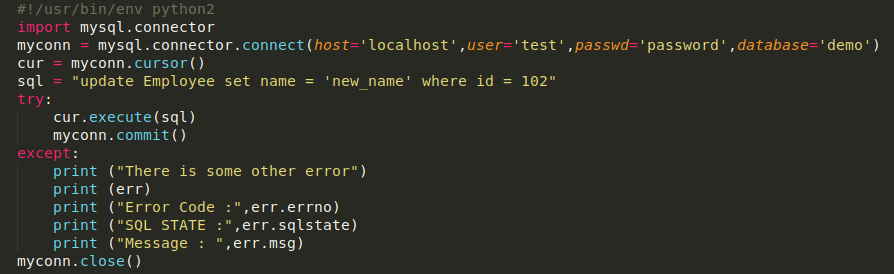 #!/usr/bin/env python2
import mysql.connector
myconn = mysql.connector.connect(host='localhost',user='test',passwd='password',database='demo')
cur = myconn.cursor()
sql = "update Employee set name = 'new_name' where id = 102"
try:
    cur.execute(sql)
    myconn.commit()
except:
    print ("There is some other error")
    print (err)
    print ("Error Code :",err.errno)
    print ("SQL STATE :",err.sqlstate)
    print ("Message : ",err.msg)
myconn.close()